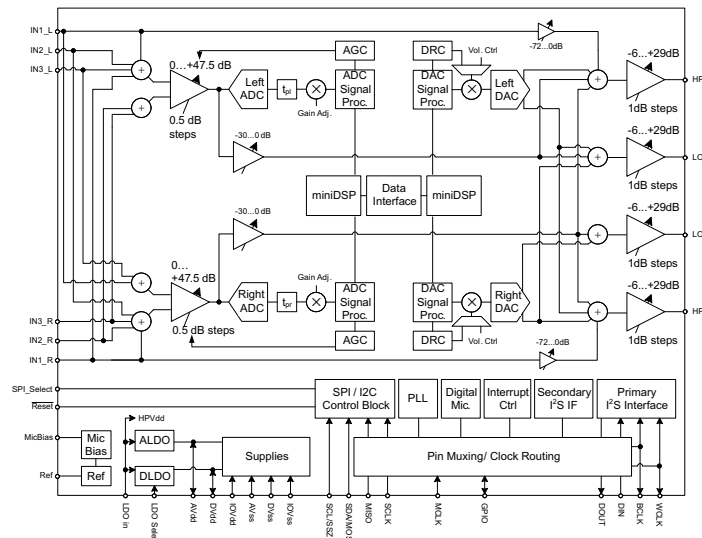 IN1_L
IN2_L
IN3_L
0…+47.5 dB
0.5 dB
steps
Left
ADC
tpl
Gain Adj.
AGC
ADC
Signal
Proc.
DRC
Vol. Ctrl
DAC
Signal
Proc.
Left
DAC
-72...0dB
-6...+29dB
1dB steps
HP
-30...0 dB
-6...+29dB
1dB steps
LO
miniDSP
Data
Interface
miniDSP
-30...0 dB
-6...+29dB
1dB steps
LO
0…
+47.5 dB
0.5 dB steps
Right
ADC
tpr
Gain Adj.
ADC
Signal
Proc.
AGC
DAC
Signal
Proc.
DRC
Vol. Ctrl
Right
DAC
-6...+29dB
1dB steps
HP
-72...0dB
IN3_R
IN2_R
IN1_R
SPI_Select
Reset
SPI / I2C
Control Block
PLL
Digital
Mic.
Interrupt
Ctrl
Secondary
I2S IF
Primary
I2S Interface
HPVdd
MicBias
Mic
Bias
Ref
Ref
ALDO
DLDO
Supplies
Pin Muxing/ Clock Routing
LDO in
LDO Sele
AVdd
DVdd
IOVdd
AVss
DVss
IOVss
SCL/SSZ
SDA/MOS
MISO
SCLK
MCLK
GPIO
DOUT
DIN
BCLK
WCLK